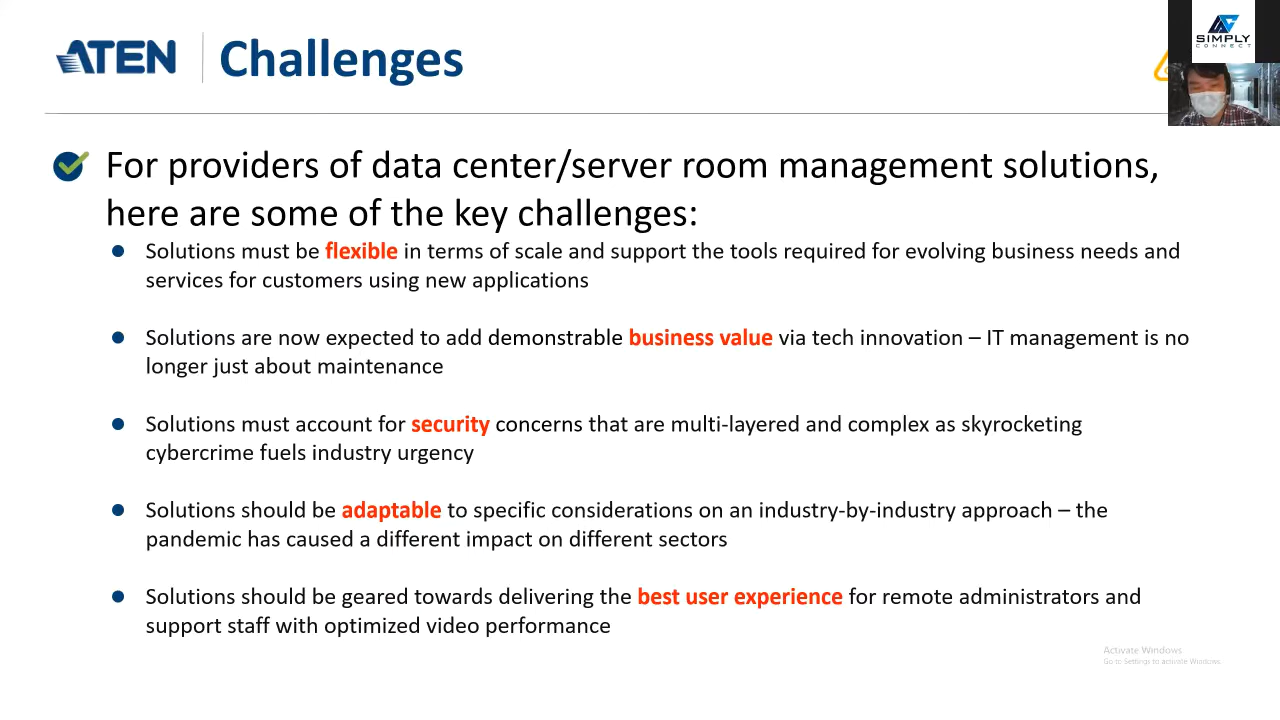 ATEN
Challenges
SIMPLY
CONNECT
For providers of data center/server room management solutions,
here are some of the key challenges:
Solutions must be flexible in terms of scale and support the tools required for evolving business needs and
services for customers using new applications
Solutions are now expected to add demonstrable business value via tech innovation – IT management is no
longer just about maintenance
Solutions must account for security concerns that are multi-layered and complex as skyrocketing
cybercrime fuels industry urgency
Solutions should be adaptable to specific considerations on an industry-by-industry approach – the
pandemic has caused a different impact on different sectors
Solutions should be geared towards delivering the best user experience for remote administrators and
support staff with optimized video performance
Activate Windows
Go to Settings to activate Windows.